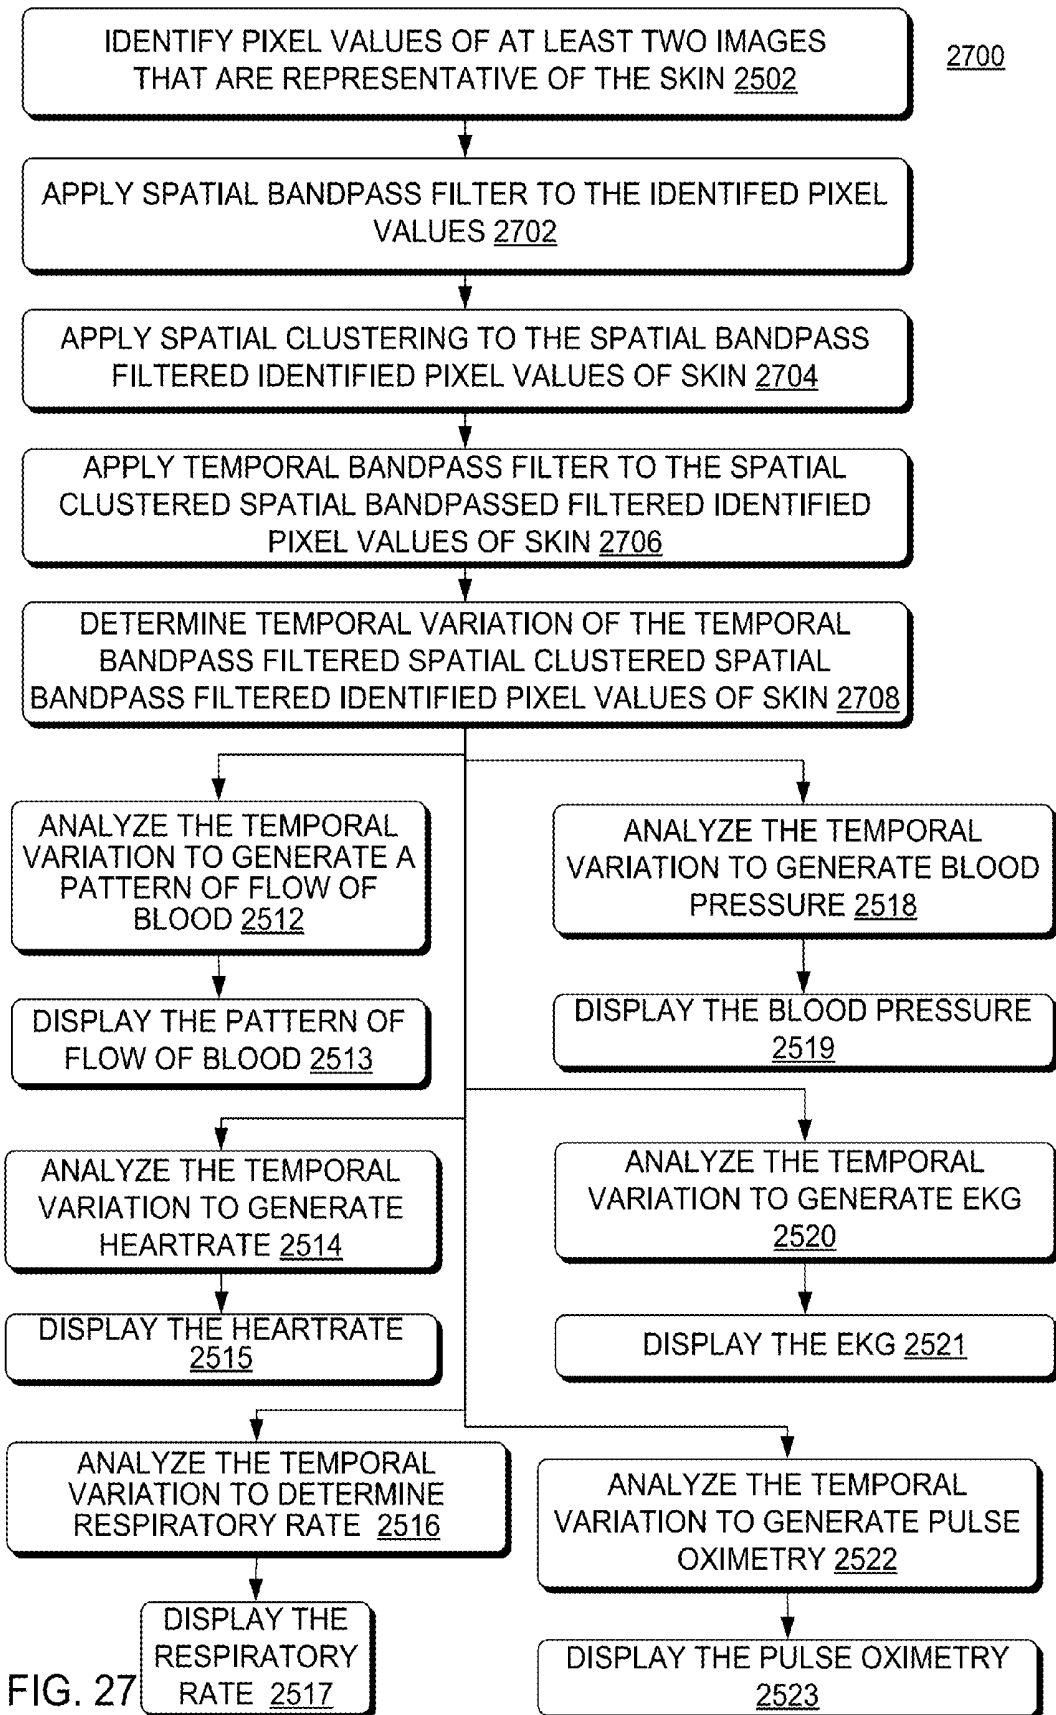 IDENTIFY PIXEL VALUES OF AT LEAST TWO IMAGES
THAT ARE REPRESENTATIVE OF THE SKIN 2502
2700
APPLY SPATIAL BANDPASS FILTER TO THE IDENTIFED PIXEL
VALUES 2702
APPLY SPATIAL CLUSTERING TO THE SPATIAL BANDPASS
FILTERED IDENTIFIED PIXEL VALUES OF SKIN 2704
APPLY TEMPORAL BANDPASS FILTER TO THE SPATIAL
CLUSTERED SPATIAL BANDPASSED FILTERED IDENTIFIED
PIXEL VALUES OF SKIN 2706
DETERMINE TEMPORAL VARIATION OF THE TEMPORAL
BANDPASS FILTERED SPATIAL CLUSTERED SPATIAL
BANDPASS FILTERED IDENTIFIED PIXEL VALUES OF SKIN 2708
ANALYZE THE TEMPORAL
VARIATION TO GENERATE A
PATTERN OF FLOW OF
BLOOD 2512
DISPLAY THE PATTERN OF
FLOW OF BLOOD 2513
ANALYZE THE TEMPORAL
VARIATION TO GENERATE BLOOD
PRESSURE 2518
DISPLAY THE BLOOD PRESSURE
2519
ANALYZE THE TEMPORAL
VARIATION TO GENERATE
HEARTRATE 2514
DISPLAY THE HEARTRATE
2515
ANALYZE THE TEMPORAL
VARIATION TO GENERATE EKG
2520
DISPLAY THE EKG 2521
ANALYZE THE TEMPORAL
VARIATION TO DETERMINE
RESPIRATORY RATE 2516
DISPLAY THE
RESPIRATORY
RATE 2517
ANALYZE THE TEMPORAL
VARIATION TO GENERATE PULSE
OXIMETRY 2522
DISPLAY THE PULSE OXIMETRY
2523
FIG. 27